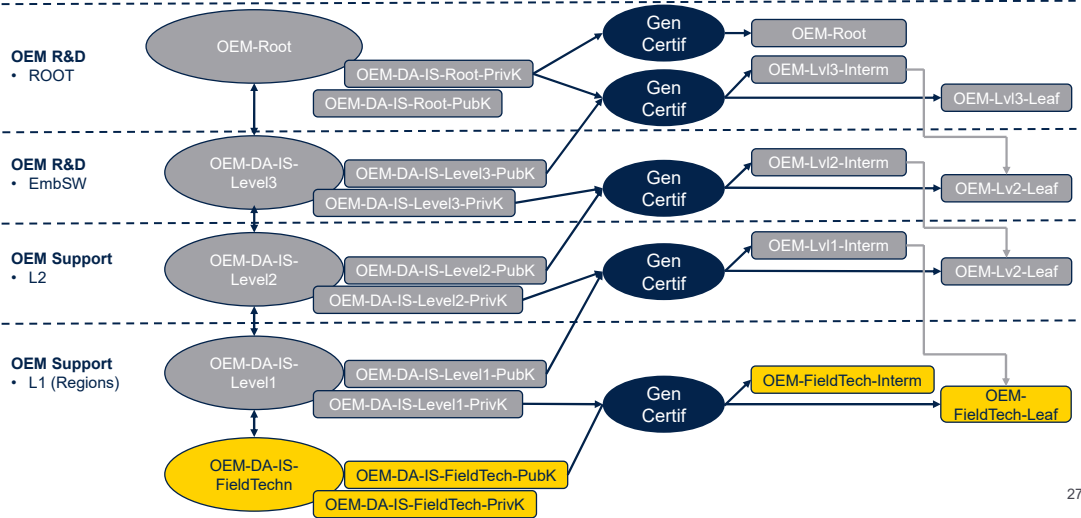 OEM R&D
• ROOT
OEM-Root
OEM-DA-IS-Root-PrivK
OEM-DA-IS-Root-PubK
Gen
Certif
OEM-Root
Gen
Certif
OEM-Lvl3-Interm
OEM-Lvl3-Leaf
OEM R&D
• EmbSW
OEM-DA-IS-
Level3
OEM-DA-IS-Level3-PubK
OEM-DA-IS-Level3-PrivK
Gen
Certif
OEM-Lvl2-Interm
OEM-Lv2-Leaf
OEM Support
• L2
OEM-DA-IS-
Level2
OEM-DA-IS-Level2-PubK
OEM-DA-IS-Level2-PrivK
Gen
Certif
OEM-Lvl1-Interm
OEM-Lv2-Leaf
OEM Support
• L1 (Regions)
OEM-DA-IS-
Level1
OEM-DA-IS-Level1-PubK
OEM-DA-IS-Level1-PrivK
Gen
Certif
OEM-FieldTech-Interm
OEM-
FieldTech-Leaf
OEM-DA-IS-
FieldTechn
OEM-DA-IS-FieldTech-PubK
OEM-DA-IS-FieldTech-PrivK
27